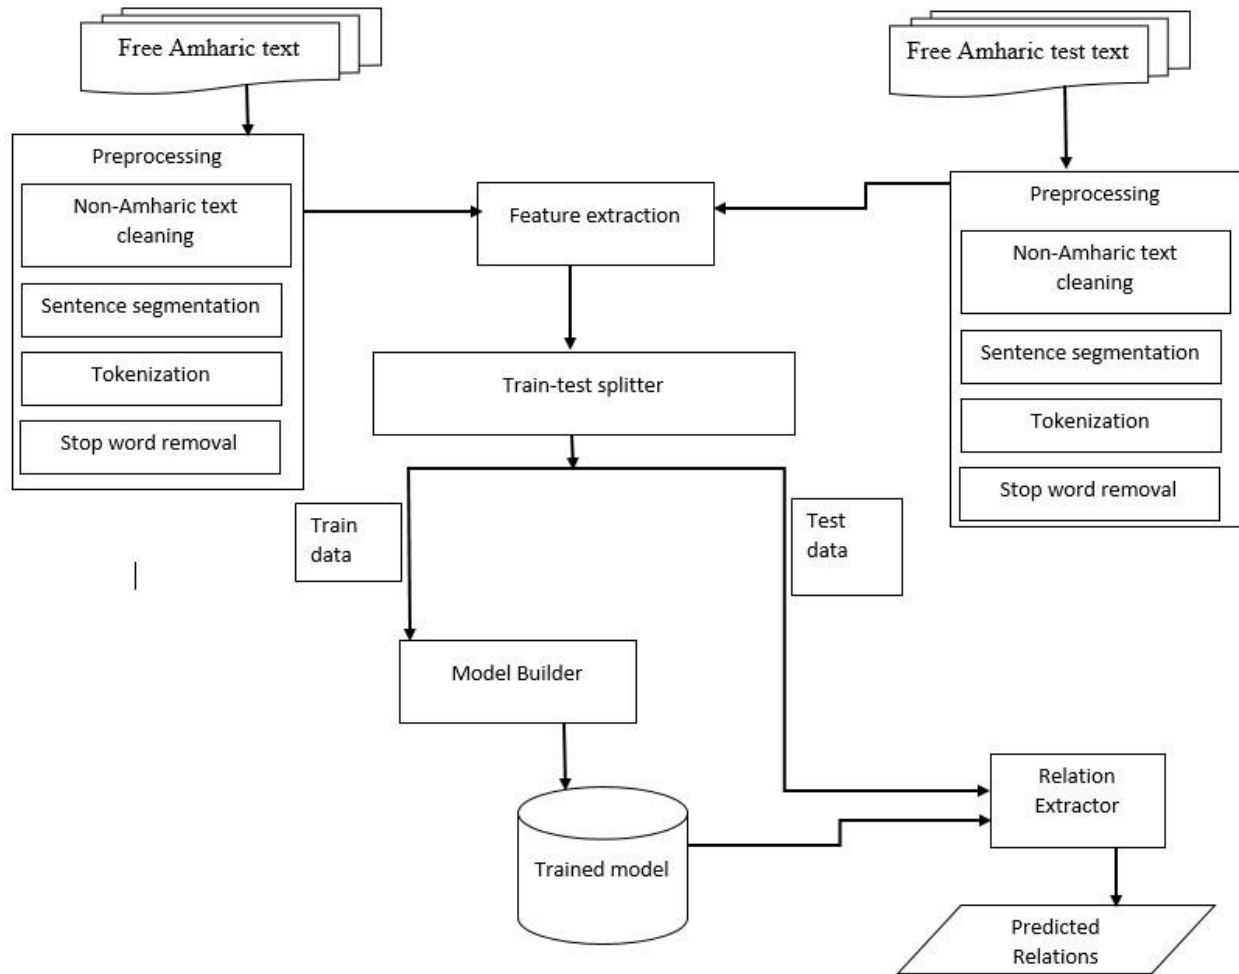 Free Amharic text
Free Amharic test text
Preprocessing
Non-Amharic text
cleaning
Sentence segmentation
Tokenization
Stop word removal
Feature extraction
Preprocessing
Non-Amharic text
cleaning
Sentence segmentation
Tokenization
Stop word removal
Train-test splitter
Train
data
Test
data
Model Builder
Trained model
Relation
Extractor
Predicted
Relations